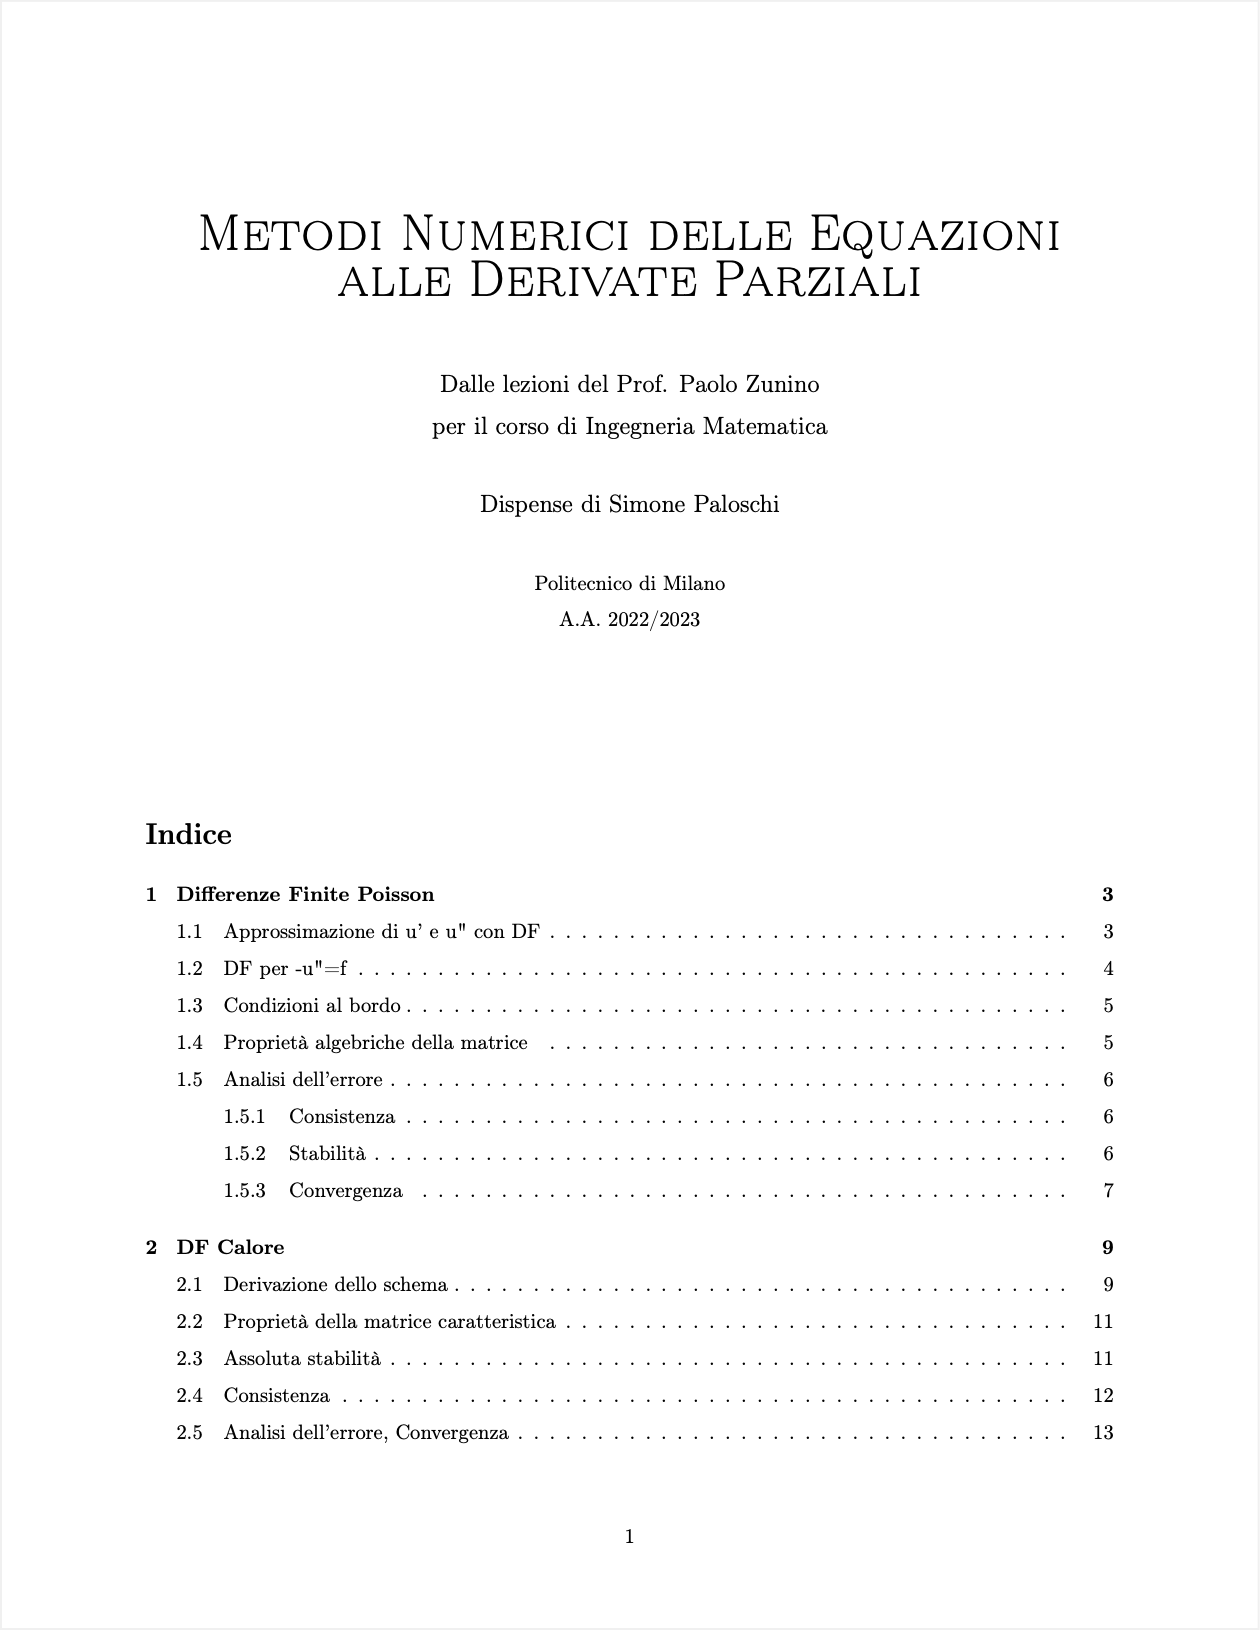 Metodi Numerici delle Equazioni
alle Derivate Parziali
Dalle lezioni del Prof. Paolo Zunino
per il corso di Ingegneria Matematica
Dispense di Simone Paloschi
Politecnico di Milano
A.A. 2022/2023
Indice
1 Differenze Finite Poisson 3
1.1 Approssimazione di u' e u" con DF . . . . . . . . . . . . . . . . . . . . . . . . . . . . . . . . . 3
1.2 DF per -u"=f . . . . . . . . . . . . . . . . . . . . . . . . . . . . . . . . . . . . . . . . . . . . . 4
1.3 Condizioni al bordo . . . . . . . . . . . . . . . . . . . . . . . . . . . . . . . . . . . . . . . . . . 5
1.4 Proprietà algebriche della matrice . . . . . . . . . . . . . . . . . . . . . . . . . . . . . . . . . 5
1.5 Analisi dell'errore . . . . . . . . . . . . . . . . . . . . . . . . . . . . . . . . . . . . . . . . . . . 6
1.5.1 Consistenza . . . . . . . . . . . . . . . . . . . . . . . . . . . . . . . . . . . . . . . . . . 6
1.5.2 Stabilità . . . . . . . . . . . . . . . . . . . . . . . . . . . . . . . . . . . . . . . . . . . . 6
1.5.3 Convergenza . . . . . . . . . . . . . . . . . . . . . . . . . . . . . . . . . . . . . . . . . 7
2 DF Calore 9
2.1 Derivazione dello schema . . . . . . . . . . . . . . . . . . . . . . . . . . . . . . . . . . . . . . . 9
2.2 Proprietà della matrice caratteristica . . . . . . . . . . . . . . . . . . . . . . . . . . . . . . . . 11
2.3 Assoluta stabilità . . . . . . . . . . . . . . . . . . . . . . . . . . . . . . . . . . . . . . . . . . . 11
2.4 Consistenza . . . . . . . . . . . . . . . . . . . . . . . . . . . . . . . . . . . . . . . . . . . . . . 12
2.5 Analisi dell'errore, Convergenza . . . . . . . . . . . . . . . . . . . . . . . . . . . . . . . . . . . 13
1